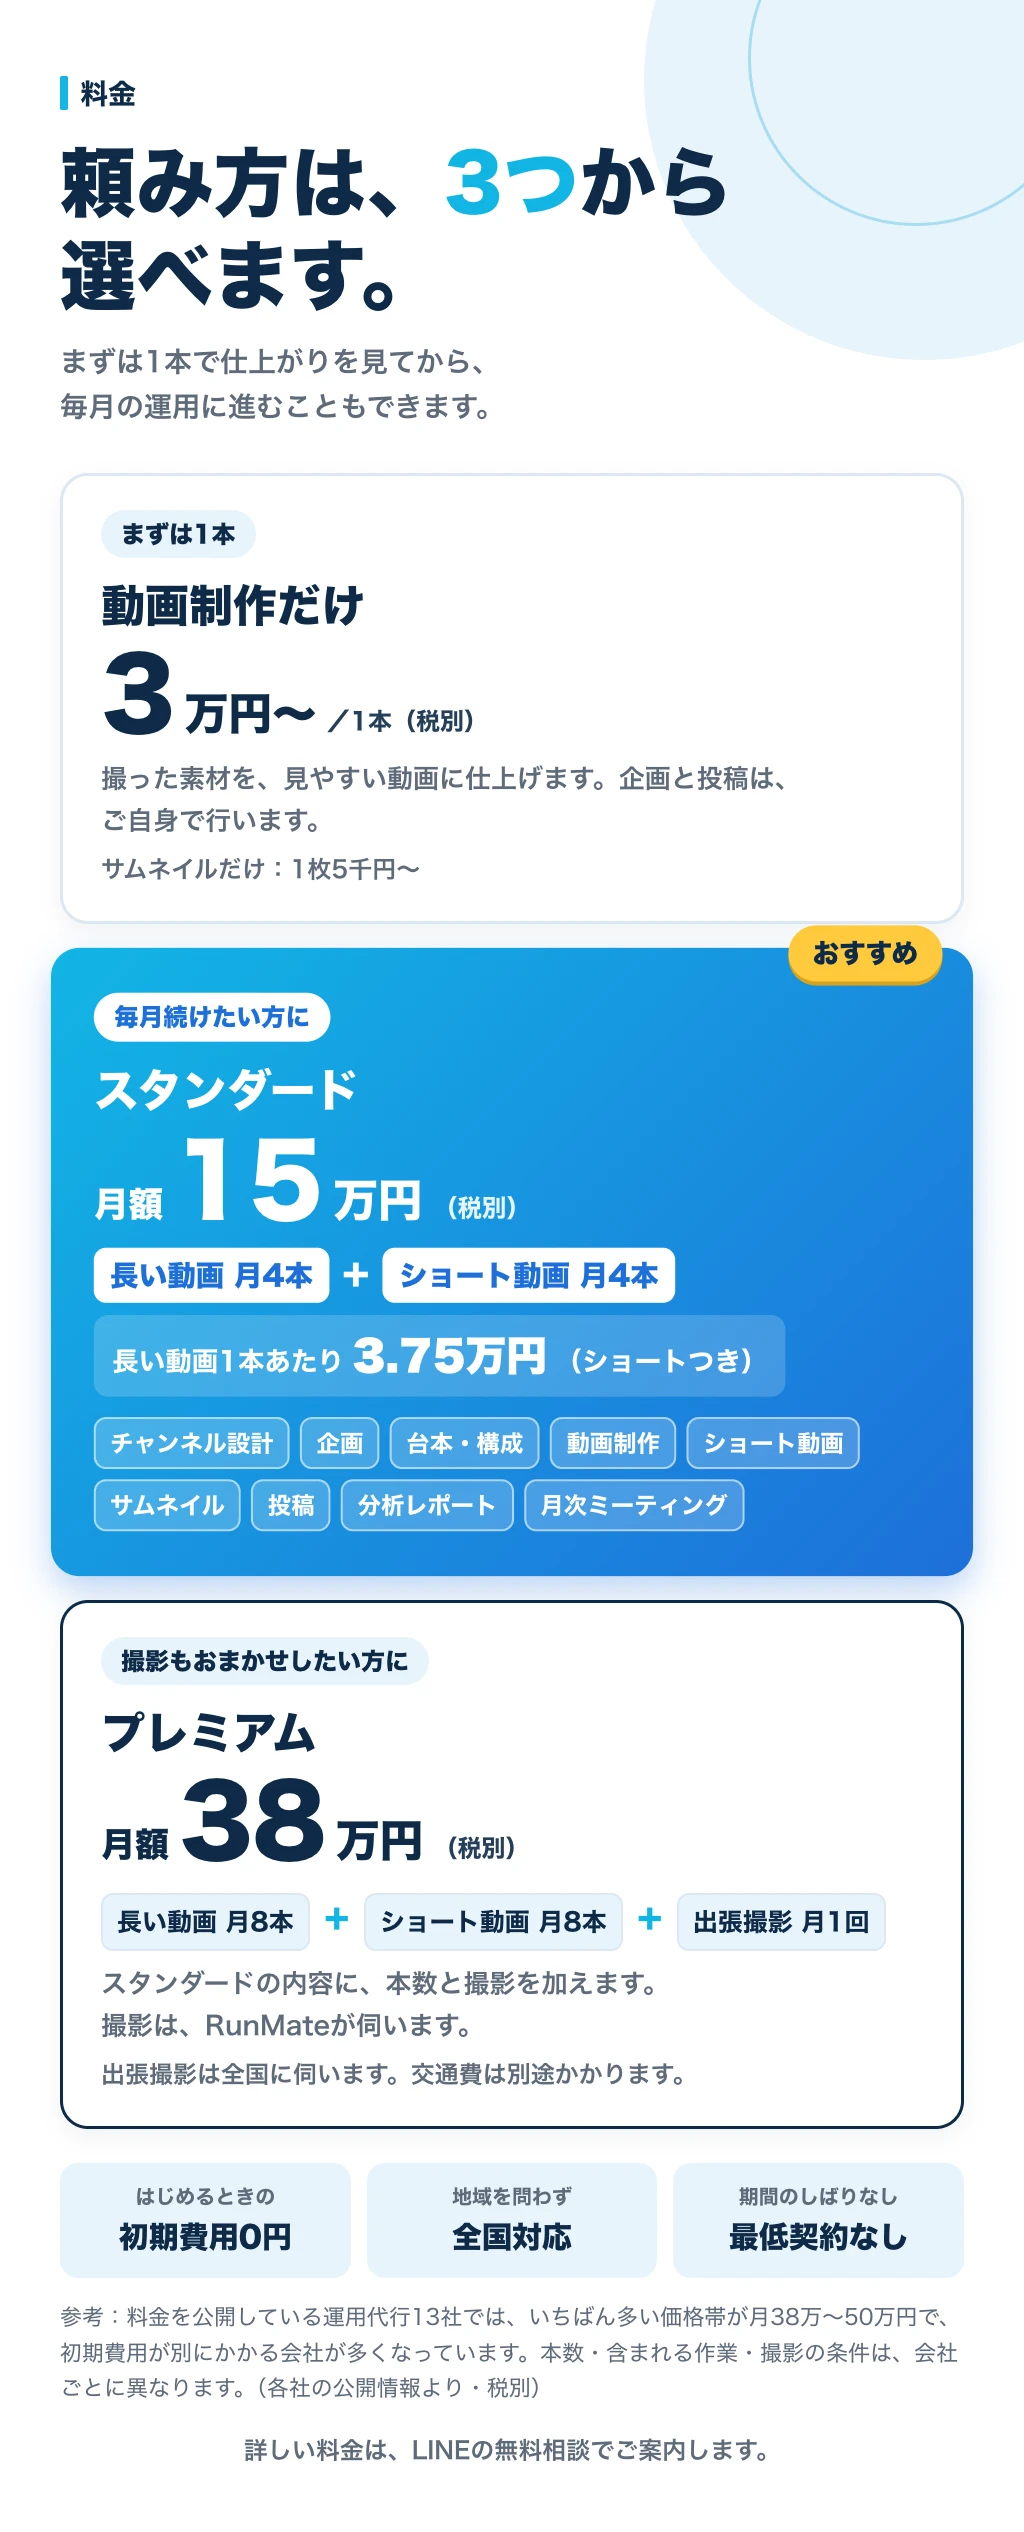 料金
頼み方は、3つから
選べます。
まずは1本で仕上がりを見てから、
毎月の運用に進むこともできます。
まずは1本
動画制作だけ
3万円〜 ／1本（税別）
撮った素材を、見やすい動画に仕上げます。企画と投稿は、
ご自身で行います。
サムネイルだけ：1枚5千円〜
おすすめ
毎月続けたい方に
スタンダード
月額 15 万円 （税別）
長い動画 月4本 + ショート動画 月4本
長い動画1本あたり 3.75万円 （ショートつき）
チャンネル設計 企画 台本・構成 動画制作 ショート動画
サムネイル 投稿 分析レポート 月次ミーティング
撮影もおまかせしたい方に
プレミアム
月額 38 万円 （税別）
長い動画 月8本 + ショート動画 月8本 + 出張撮影 月1回
スタンダードの内容に、本数と撮影を加えます。
撮影は、RunMateが伺います。
出張撮影は全国に伺います。交通費は別途かかります。
はじめるときの 地域を問わず 期間のしばりなし
初期費用0円 全国対応 最低契約なし
参考：料金を公開している運用代行13社では、いちばん多い価格帯が月38万〜50万円で、
初期費用が別にかかる会社が多くなっています。本数・含まれる作業・撮影の条件は、会社
ごとに異なります。（各社の公開情報より・税別）
詳しい料金は、LINEの無料相談でご案内します。